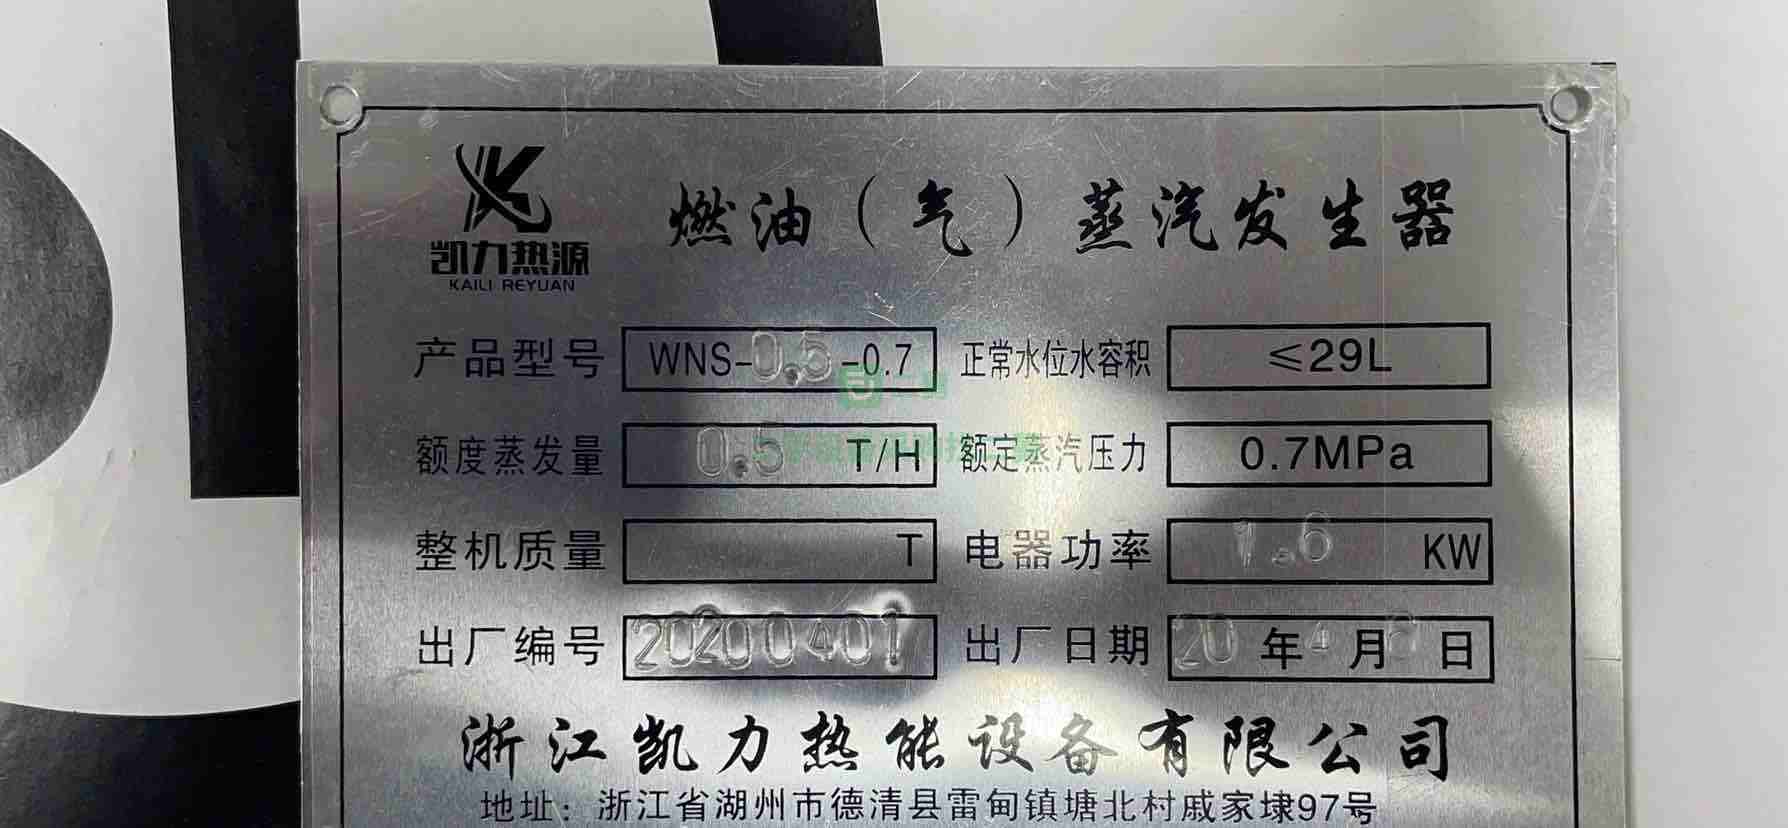 燃油（气）蒸汽发生器
凯力热源
KAILI REYUAN
产品型号 WNS-0.5-0.7 正常水位水容积 ≤29L
额度蒸发量 0.5 T/H 额定蒸汽压力 0.7MPa
整机质量 T 电器功率 1.6 KW
出厂编号 20200401 出厂日期 20年4月6日
浙江凯力热能设备有限公司
地址：浙江省湖州市德清县雷甸镇塘北村戚家埭97号